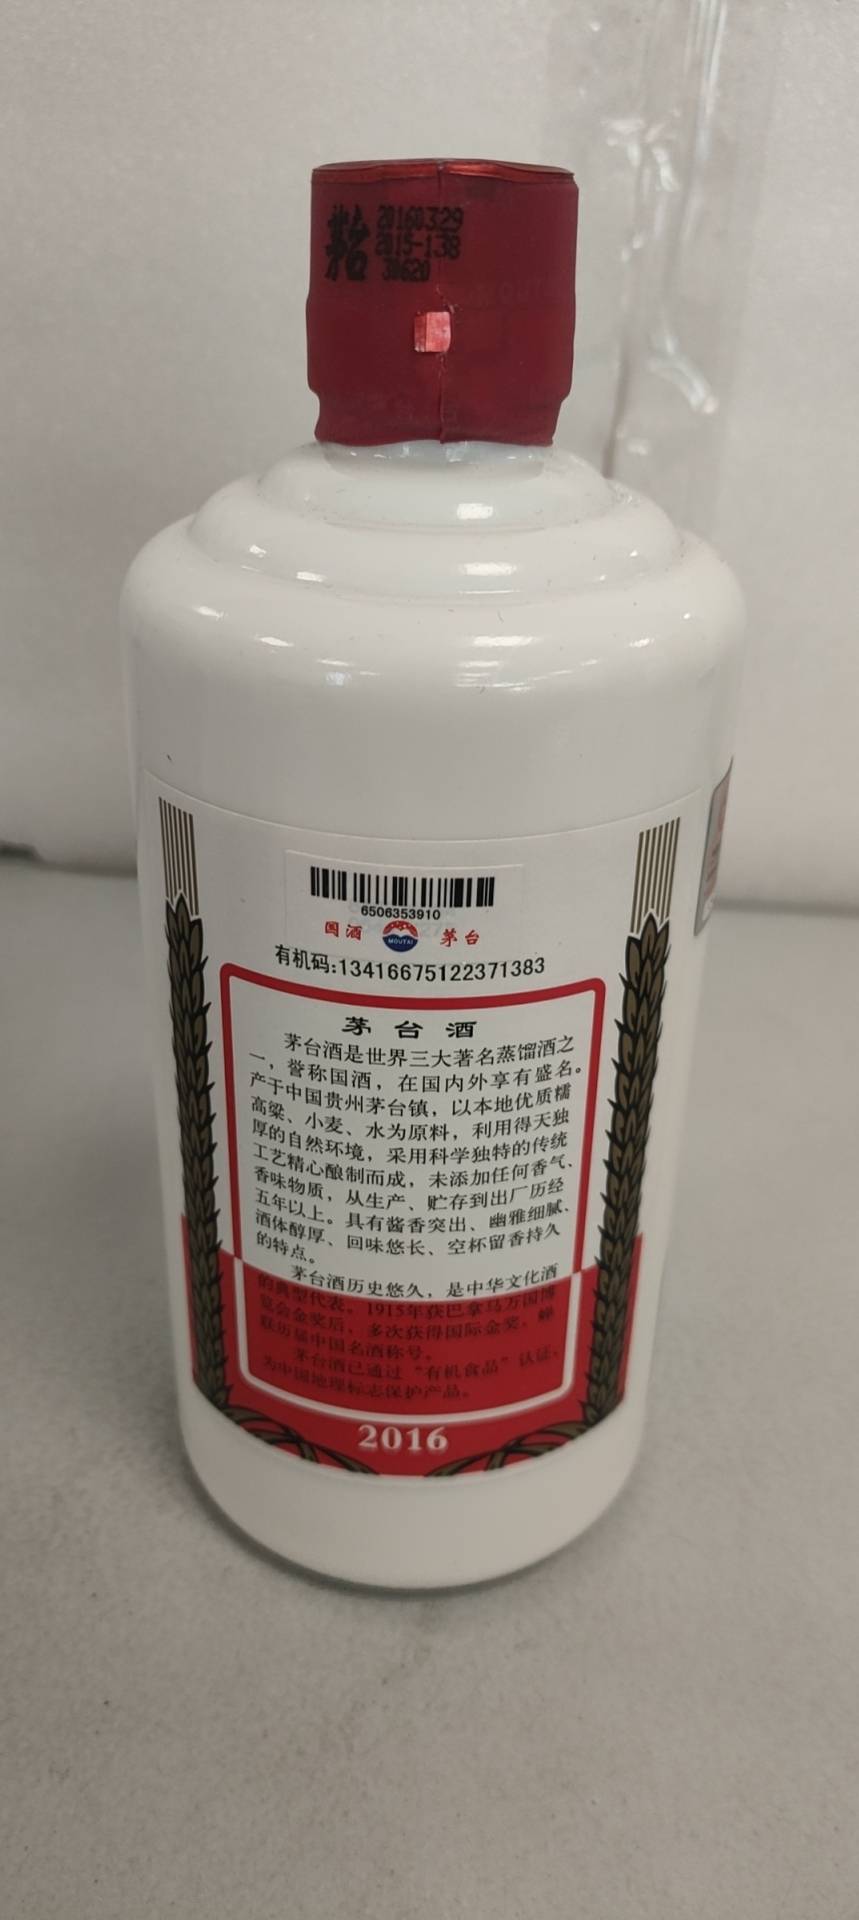 茅台
20160329
2015-138
30620
6506353910
国酒 MOUTAI 茅台
有机码:13416675122371383
茅台酒
茅台酒是世界三大著名蒸馏酒之
一，誉称国酒，在国内外享有盛名。
产于中国贵州茅台镇，以本地优质糯
高粱、小麦、水为原料，利用得天独
厚的自然环境，采用科学独特的传统
工艺精心酿制而成，未添加任何香气、
香味物质，从生产、贮存到出厂历经
五年以上。具有酱香突出、幽雅细腻、
酒体醇厚、回味悠长、空杯留香持久
的特点。
茅台酒历史悠久，是中华文化酒
的典型代表。1915年获巴拿马万国博
览会金奖后，多次获得国际金奖，蝉
联历届中国名酒称号。
茅台酒已通过“有机食品”认证，
为中国地理标志保护产品。
2016